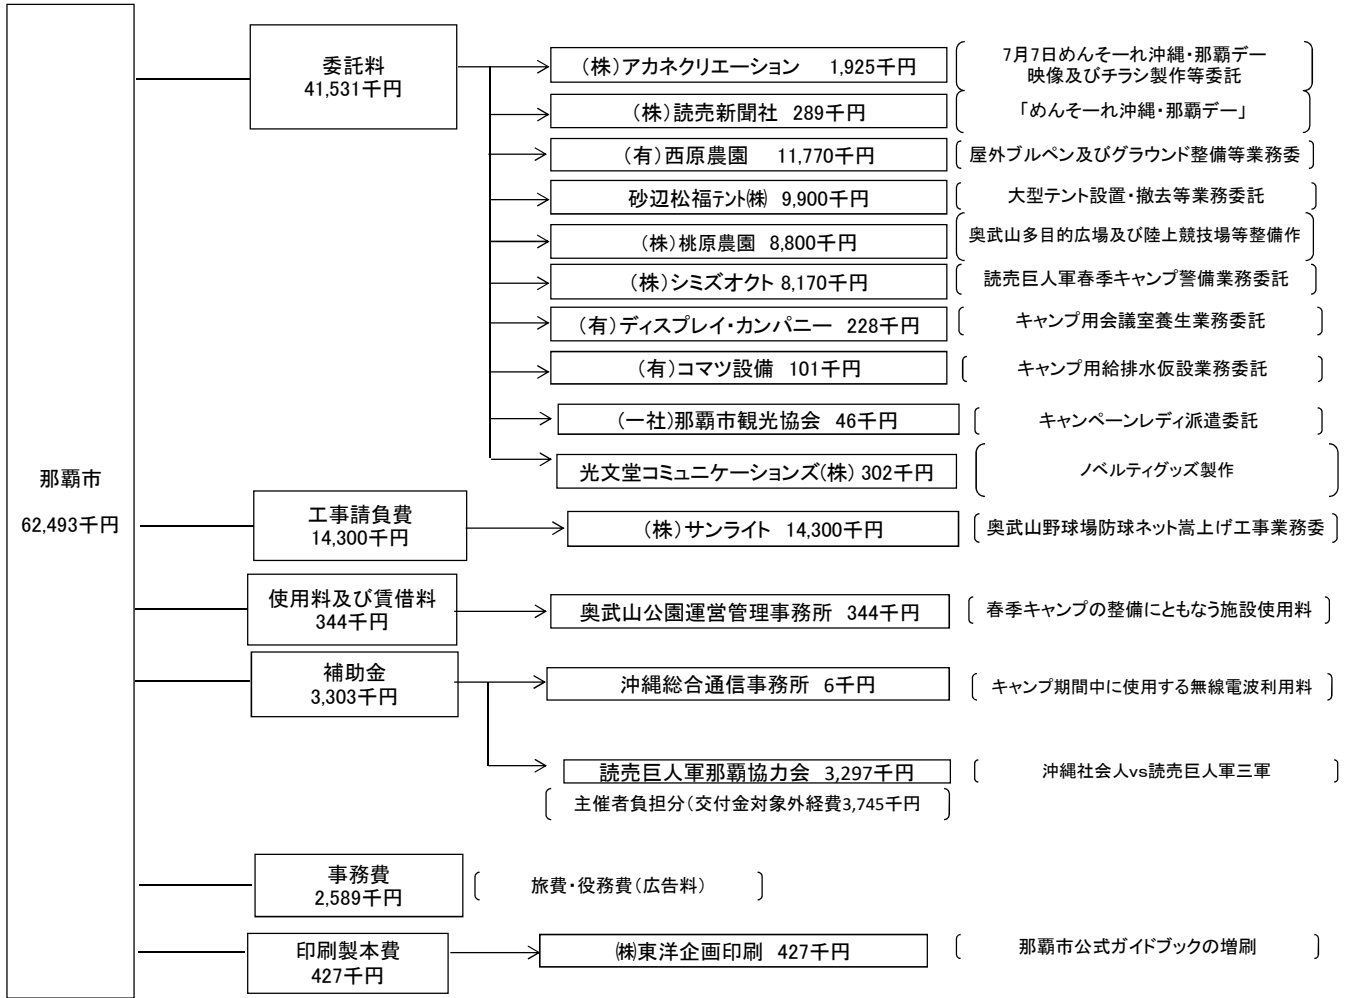 那覇市
62,493千円
委託料
41,531千円
(株)アカネクリエーション 1,925千円
7月7日めんそーれ沖縄・那覇デー
映像及びチラシ製作等委託
(株)読売新聞社 289千円
「めんそーれ沖縄・那覇デー」
(有)西原農園 11,770千円
屋外ブルペン及びグラウンド整備等業務委
砂辺松福テント㈱ 9,900千円
大型テント設置・撤去等業務委託
(株)桃原農園 8,800千円
奥武山多目的広場及び陸上競技場等整備作
(株)シミズオクト 8,170千円
読売巨人軍春季キャンプ警備業務委託
(有)ディスプレイ・カンパニー 228千円
キャンプ用会議室養生業務委託
(有)コマツ設備 101千円
キャンプ用給排水仮設業務委託
(一社)那覇市観光協会 46千円
キャンペーンレディ派遣委託
光文堂コミュニケーションズ(株) 302千円
ノベルティグッズ製作
工事請負費
14,300千円
(株)サンライト 14,300千円
奥武山野球場防球ネット嵩上げ工事業務委
使用料及び賃借料
344千円
奥武山公園運営管理事務所 344千円
春季キャンプの整備にともなう施設使用料
補助金
3,303千円
沖縄総合通信事務所 6千円
キャンプ期間中に使用する無線電波利用料
読売巨人軍那覇協力会 3,297千円
沖縄社会人vs読売巨人軍三軍
主催者負担分(交付金対象外経費3,745千円
事務費
2,589千円
旅費・役務費(広告料)
印刷製本費
427千円
㈱東洋企画印刷 427千円
那覇市公式ガイドブックの増刷